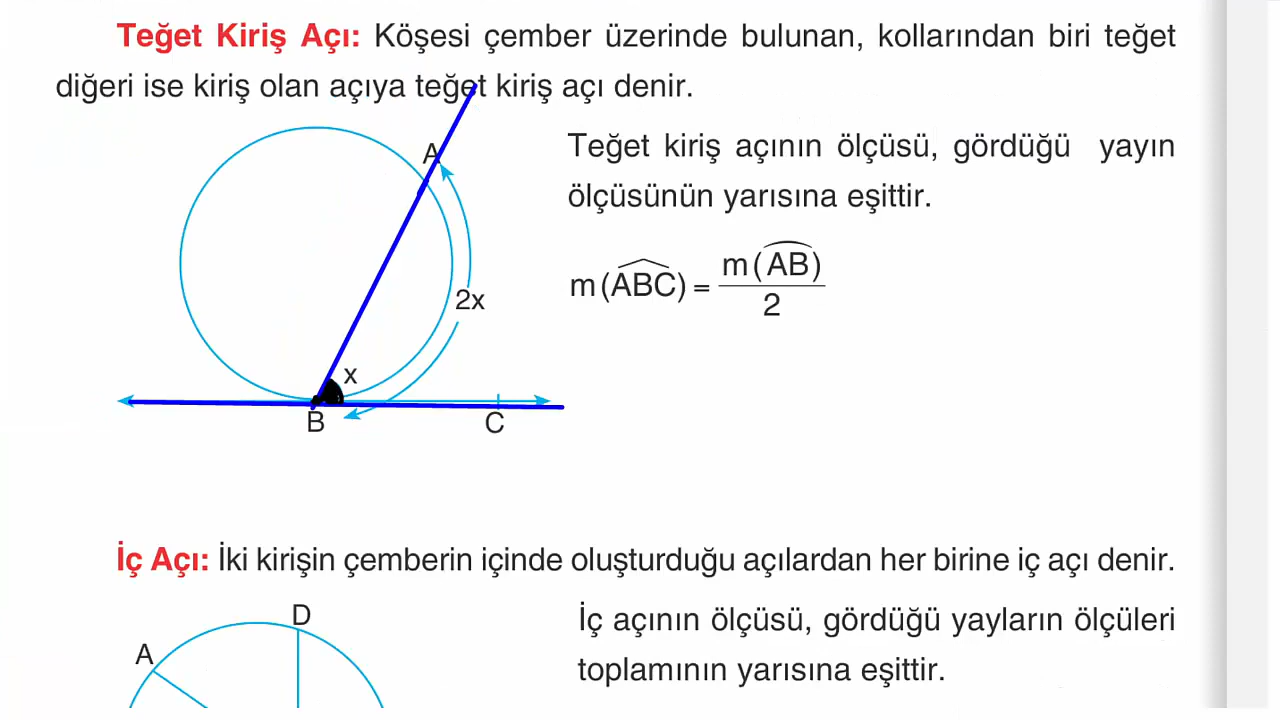 Teğet Kiriş Açı: Köşesi çember üzerinde bulunan, kollarından biri teğet
diğeri ise kiriş olan açıya teğet kiriş açı denir.
A
2x
x
B
C
Teğet kiriş açının ölçüsü, gördüğü yayın
ölçüsünün yarısına eşittir.
m(ABC) = m(AB)
2
İç Açı: İki kirişin çemberin içinde oluşturduğu açılardan her birine iç açı denir.
D
A
İç açının ölçüsü, gördüğü yayların ölçüleri
toplamının yarısına eşittir.